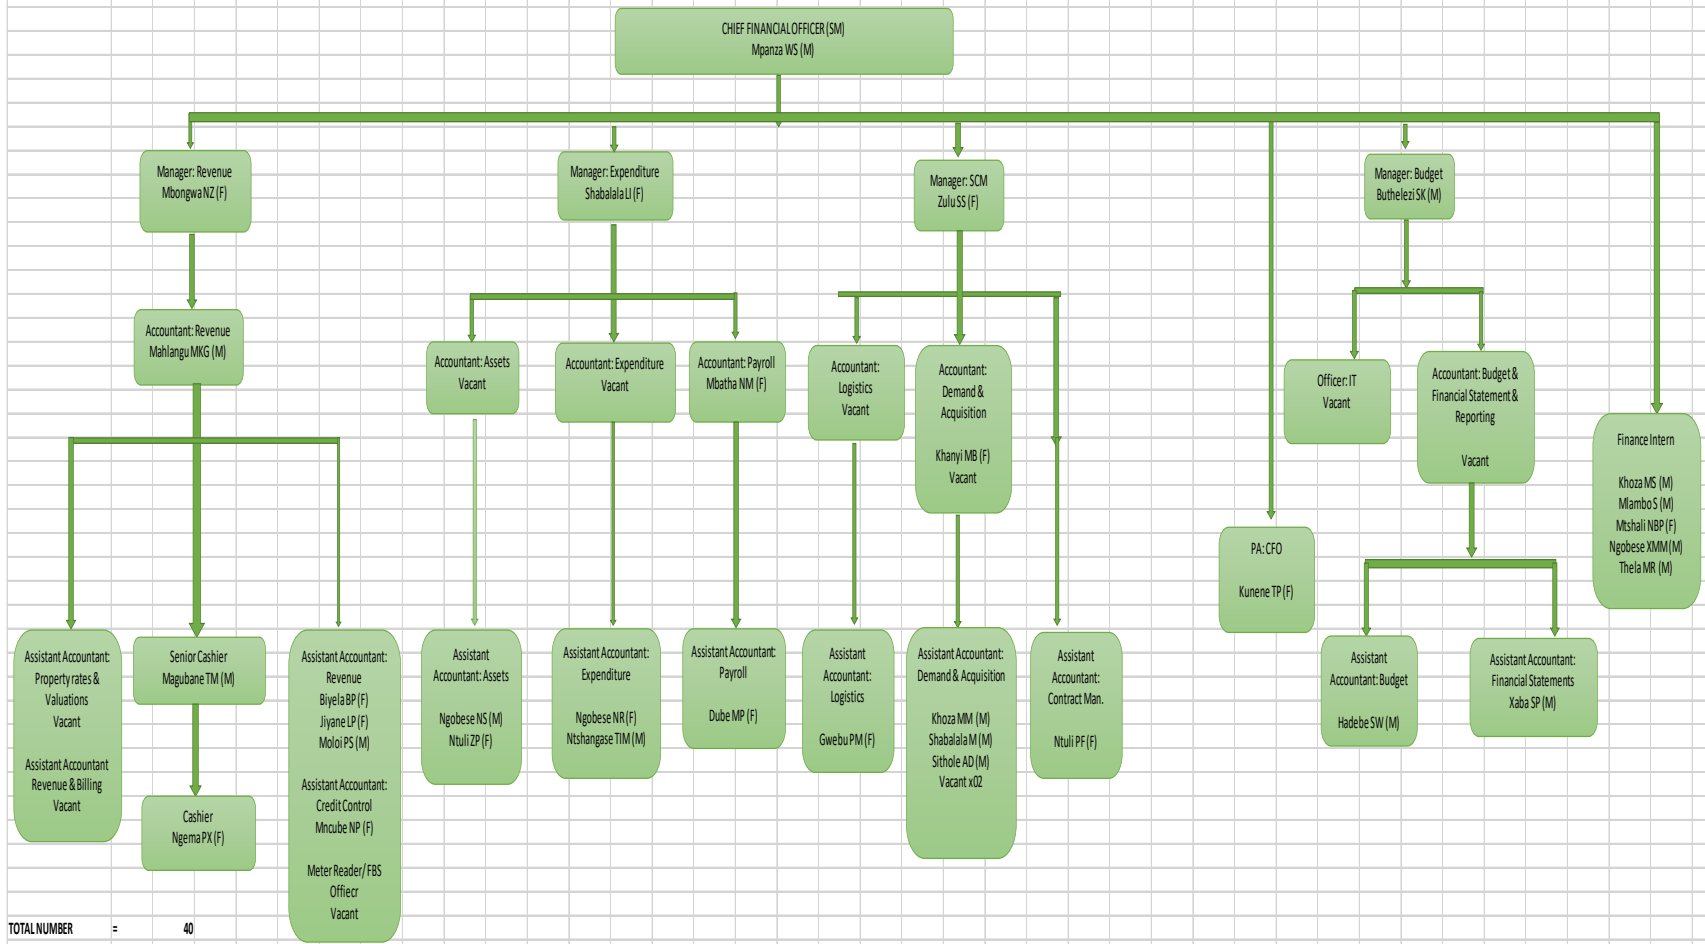 CHIEF FINANCIAL OFFICER (SM)
Mpanza WS (M)
Manager: Revenue
Mbongwa NZ (F)
Manager: Expenditure
Shabalala LI (F)
Manager: SCM
Zulu SS (F)
Manager: Budget
Buthelezi SK (M)
Accountant: Revenue
Mahlangu MKG (M)
Accountant: Assets
Vacant
Accountant: Expenditure
Vacant
Accountant: Payroll
Mbatha NM (F)
Accountant:
Logistics
Vacant
Accountant:
Demand &
Acquisition
Khanyi MB (F)
Vacant
Officer: IT
Vacant
Accountant: Budget &
Financial Statement &
Reporting
Vacant
Finance Intern
Khoza MS (M)
Mlambo S (M)
Mtshali NBP (F)
Ngobese XMM (M)
Thela MR (M)
PA: CFO
Kunene TP (F)
Assistant Accountant:
Property rates &
Valuations
Vacant
Assistant Accountant
Revenue & Billing
Vacant
Senior Cashier
Magubane TM (M)
Cashier
Ngema PX (F)
Assistant Accountant:
Revenue
Biyela BP (F)
Jiyane LP (F)
Moloi PS (M)
Assistant Accountant:
Credit Control
Mncube NP (F)
Meter Reader/ FBS
Offiecr
Vacant
Assistant
Accountant: Assets
Ngobese NS (M)
Ntuli ZP (F)
Assistant Accountant:
Expenditure
Ngobese NR (F)
Ntshangase TIM (M)
Assistant Accountant:
Payroll
Dube MP (F)
Assistant
Accountant:
Logistics
Gwebu PM (F)
Assistant Accountant:
Demand & Acquisition
Khoza MM (M)
Shabalala M (M)
Sithole AD (M)
Vacant x02
Assistant
Accountant:
Contract Man.
Ntuli PF (F)
Assistant
Accountant: Budget
Hadebe SW (M)
Assistant Accountant:
Financial Statements
Xaba SP (M)
TOTAL NUMBER = 40